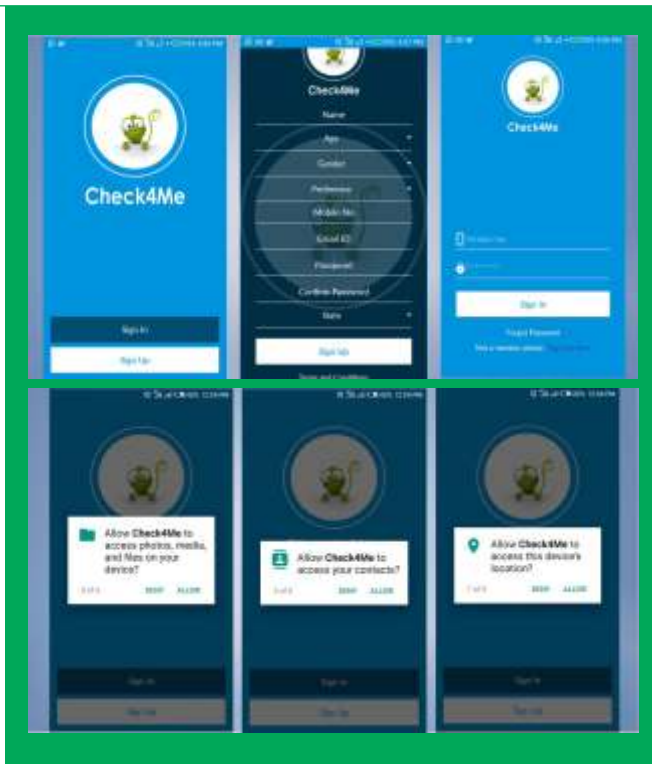 Check4Me
Sign In
Sign Up
Check4Me
Name
Age
Gender
Preference
Mobile No
Email ID
Password
Confirm Password
State
Sign Up
Terms and Conditions
Check4Me
Sign In
Forgot Password
Allow Check4Me to
access photos, media,
and files on your
device?
DENY ALLOW
Sign In
Sign Up
Allow Check4Me to
access your contacts?
DENY ALLOW
Sign In
Sign Up
Allow Check4Me to
access this device's
location?
DENY ALLOW
Sign In
Sign Up